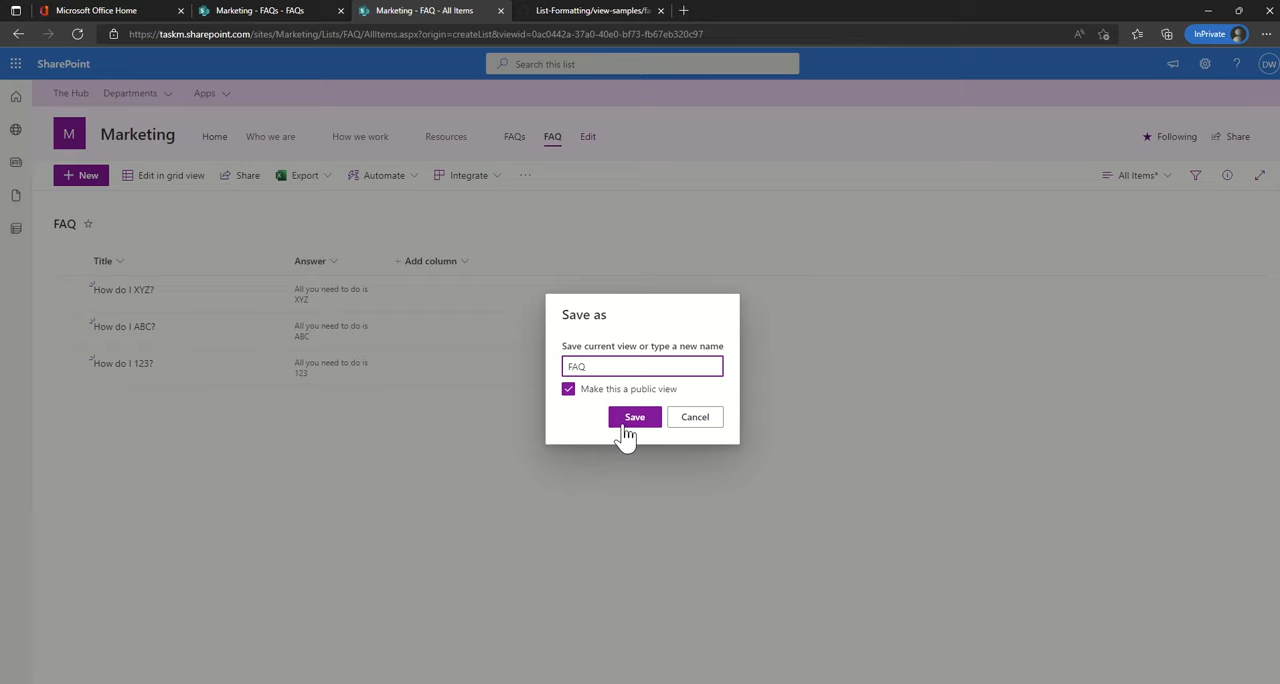 Microsoft Office Home
Marketing - FAQs - FAQs
Marketing - FAQ - All Items
List-Formatting/view-samples/fa
https://taskm.sharepoint.com/sites/Marketing/Lists/FAQ/AllItems.aspx?origin=createList&viewid=0ac0442a-37a0-40e0-bf73-fb67eb320c97
InPrivate
SharePoint
Search this list
DW
The Hub
Departments
Apps
M
Marketing
Home
Who we are
How we work
Resources
FAQs
FAQ
Edit
Following
Share
New
Edit in grid view
Share
Export
Automate
Integrate
All Items*
FAQ
Title
Answer
Add column
How do I XYZ?
All you need to do is
XYZ
How do I ABC?
All you need to do is
ABC
How do I 123?
All you need to do is
123
Save as
Save current view or type a new name
FAQ
Make this a public view
Save
Cancel